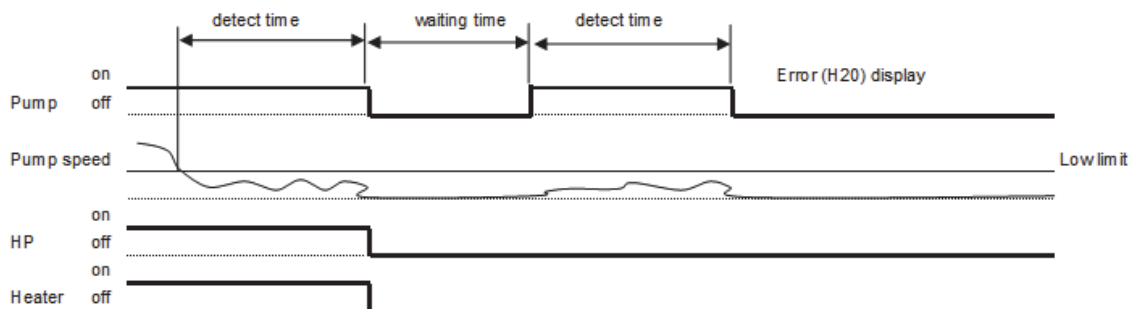 detect time waiting time detect time
on Error (H20) display
Pump off
Pump speed Low limit
on
HP off
on
Heater off